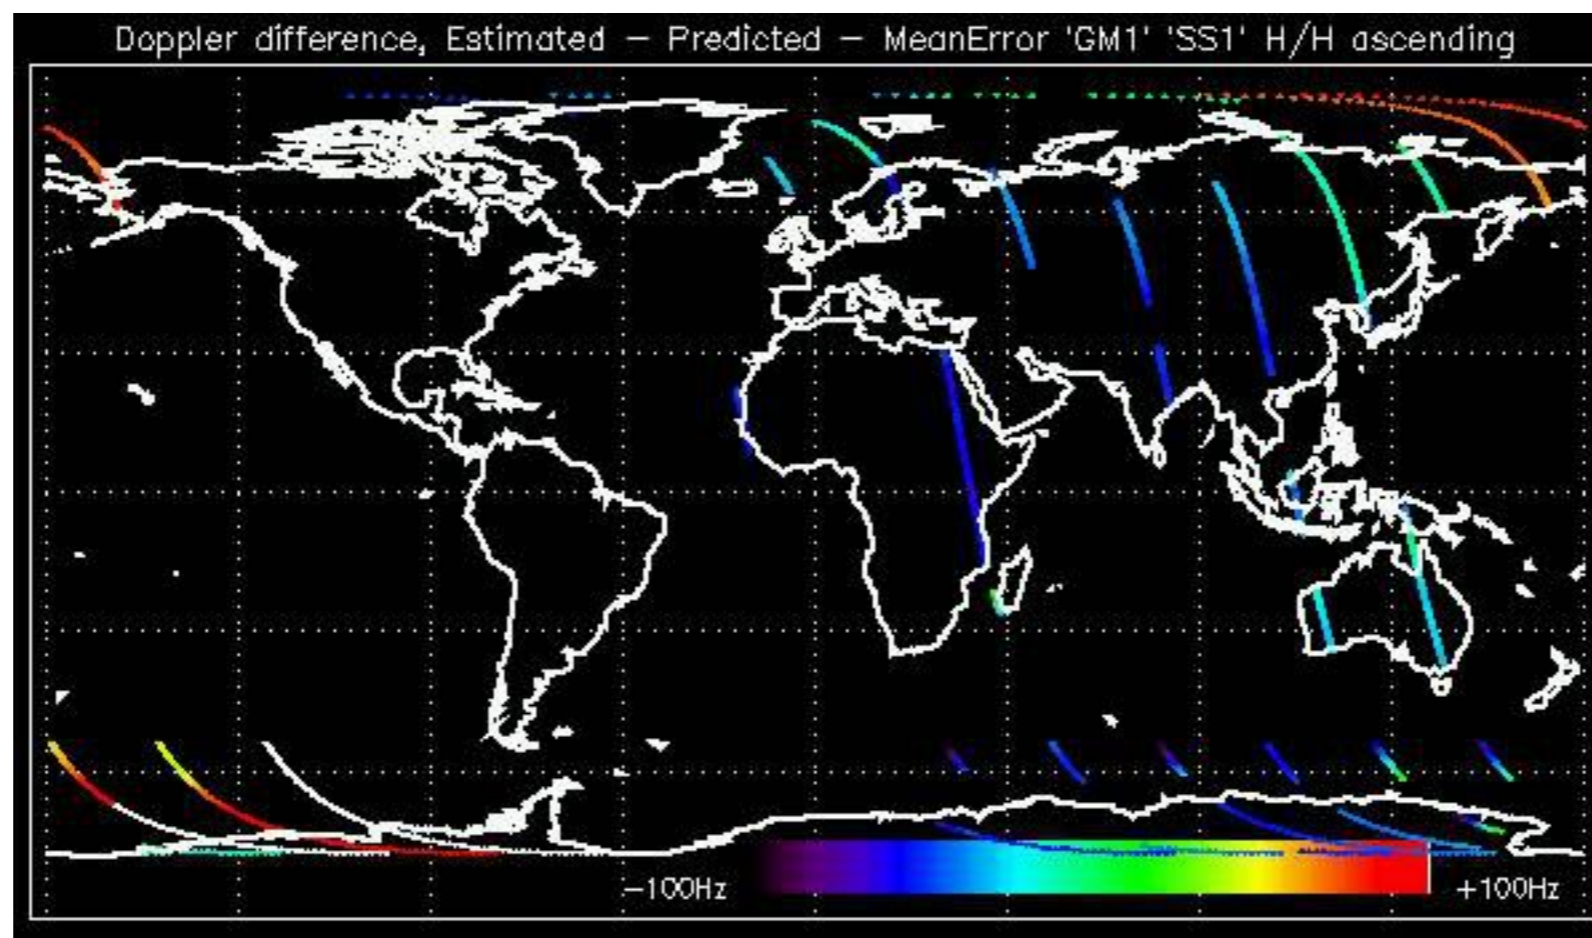 Doppler difference, Estimated – Predicted – MeanError 'GM1' 'SS1' H/H ascending
–100Hz
+100Hz